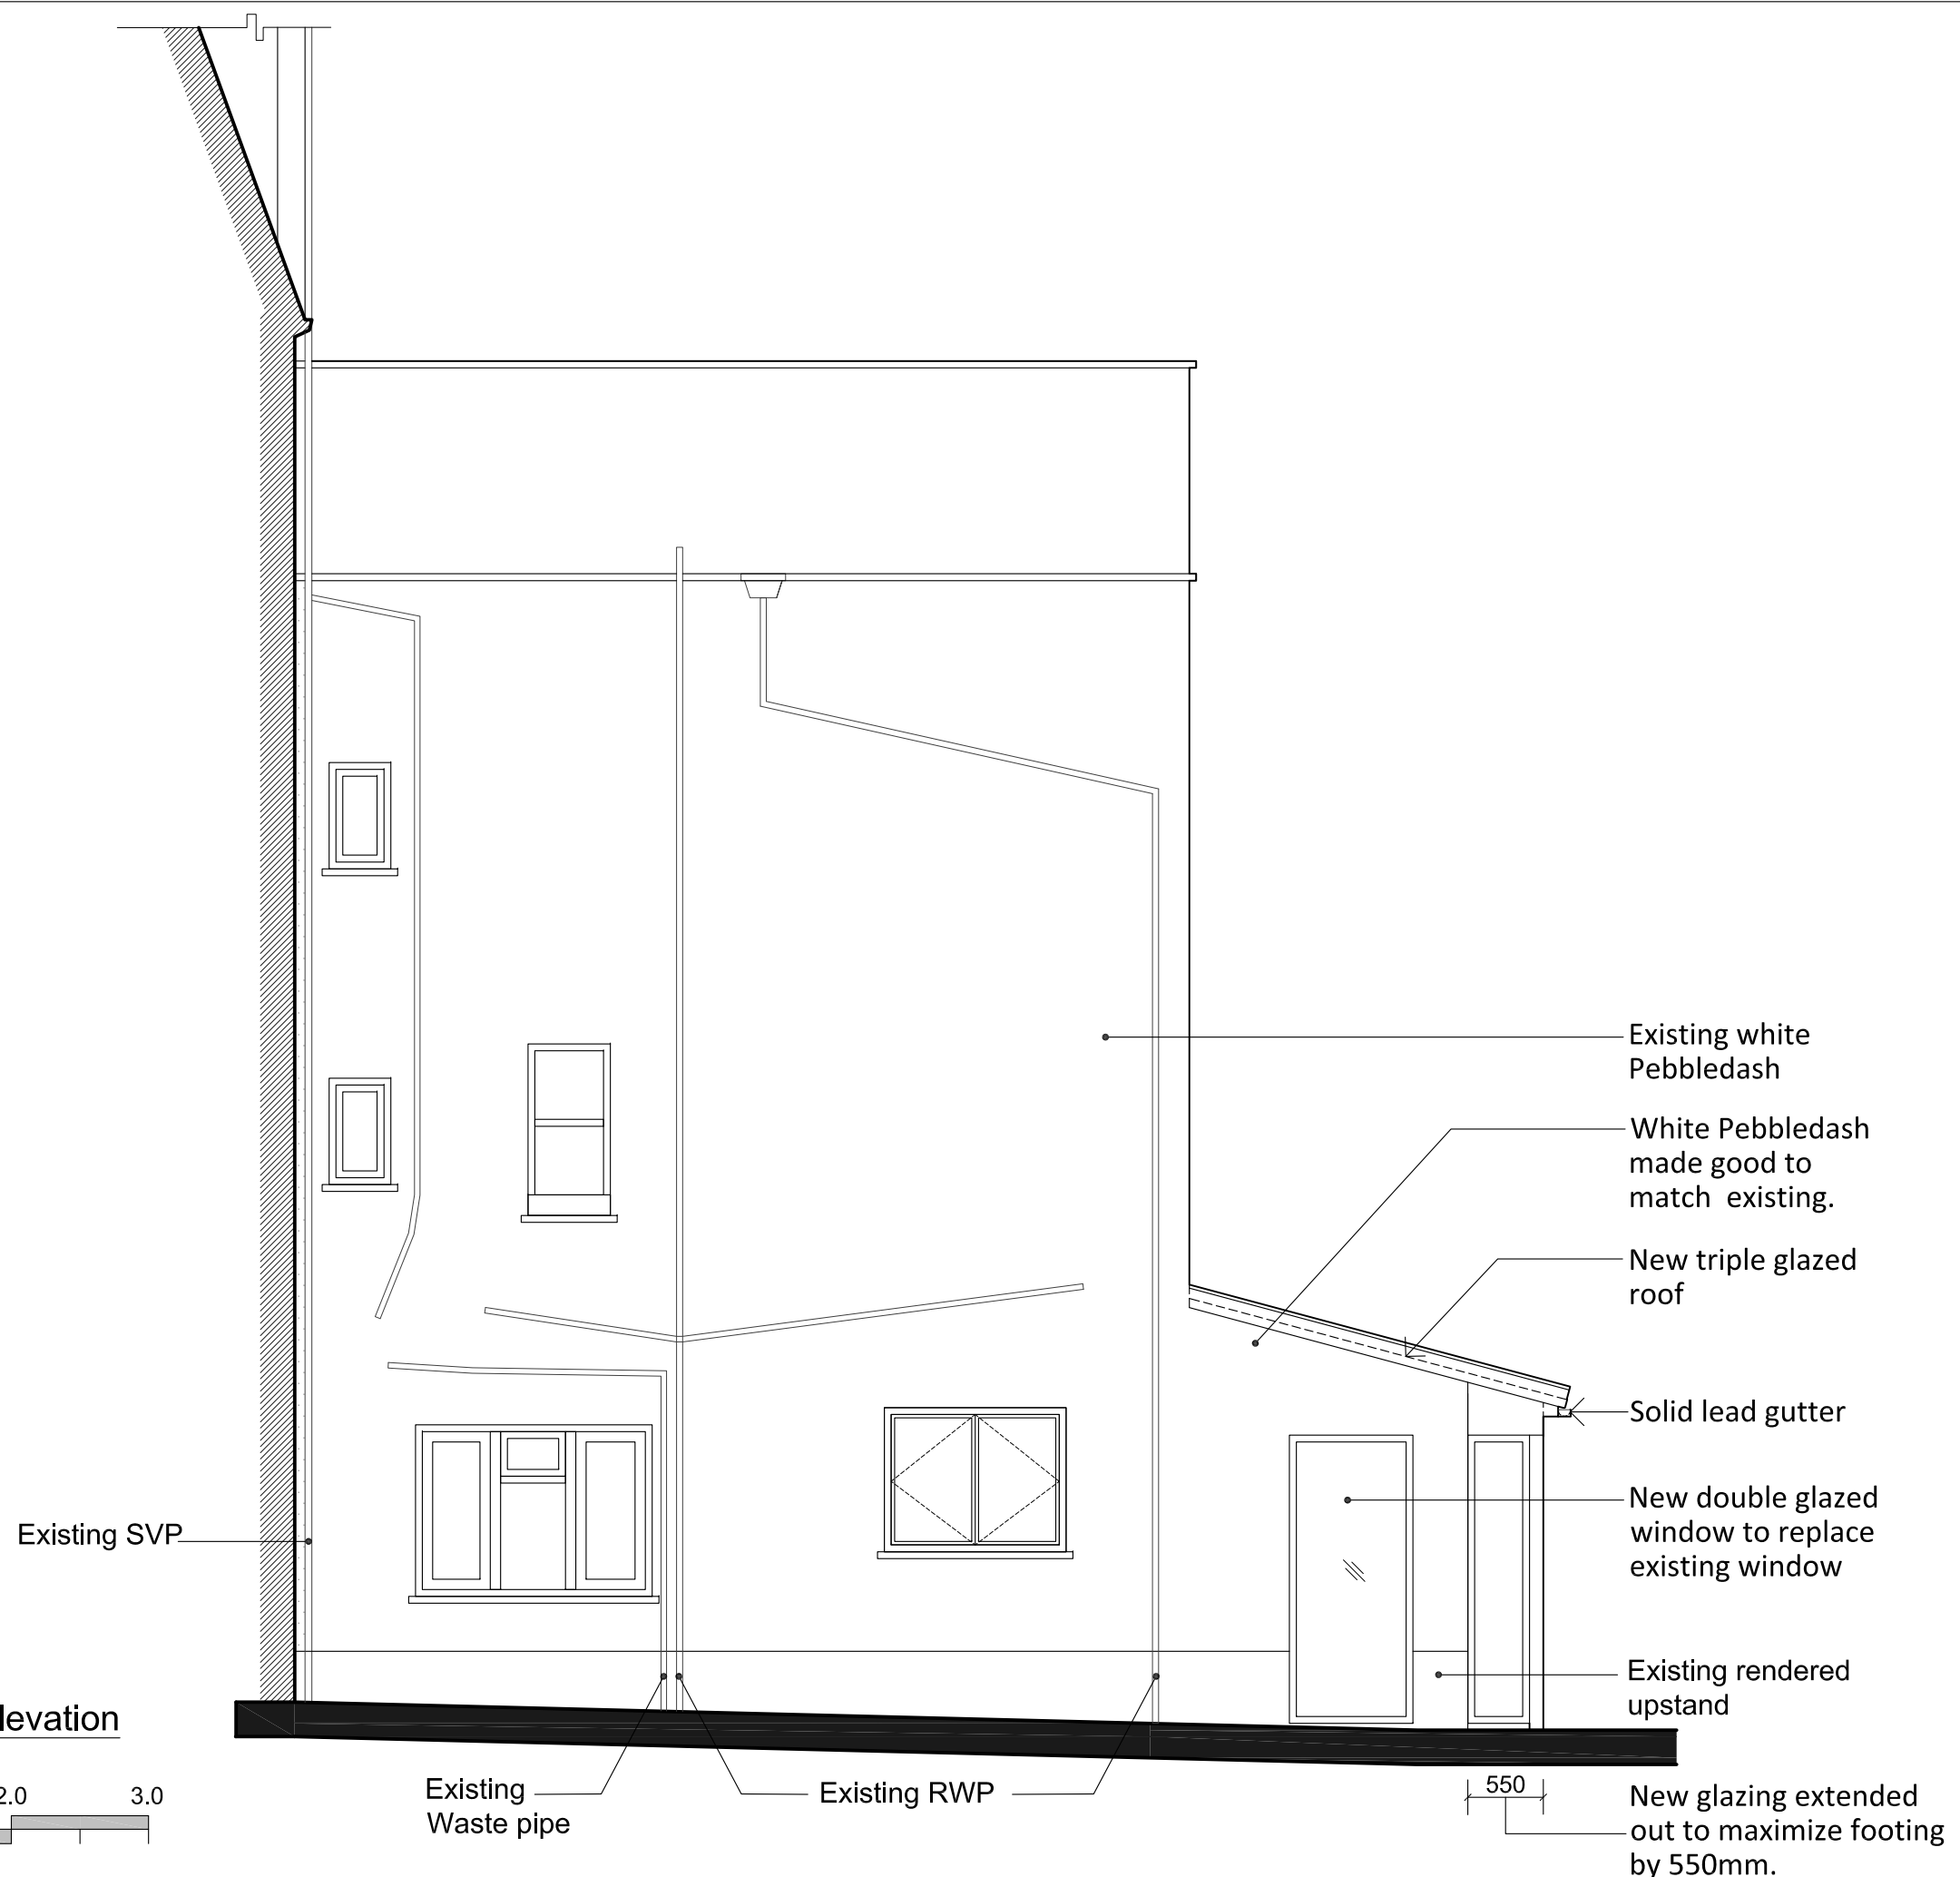 Existing white
Pebbledash
White Pebbledash
made good to
match existing.
New triple glazed
roof
Solid lead gutter
New double glazed
window to replace
existing window
Existing SVP
Existing rendered
upstand
levation
2.0 3.0
Existing
Waste pipe
Existing RWP
550
New glazing extended
out to maximize footing
by 550mm.